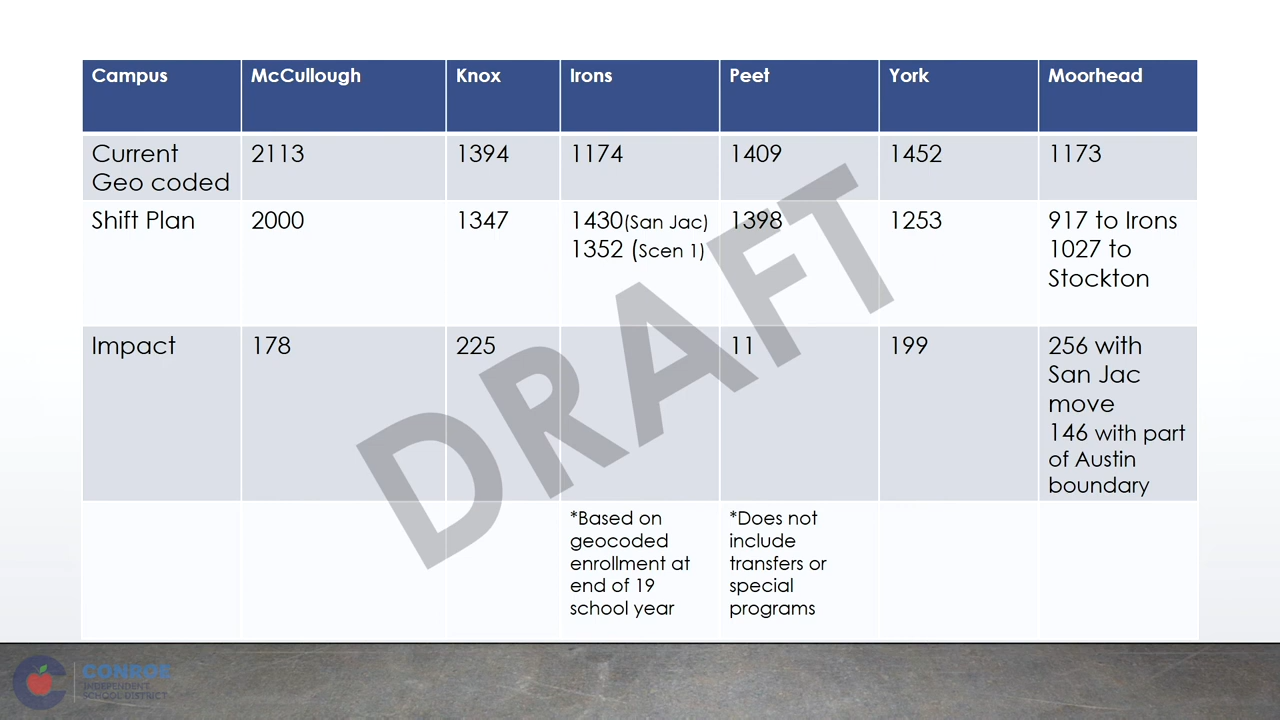 Campus McCullough Knox Irons Peet York Moorhead
Current 2113 1394 1174 1409 1452 1173
Geo coded
Shift Plan 2000 1347 1430(San Jac) 1398 1253 917 to Irons
1352 (Scen 1) 1027 to
Stockton
Impact 178 225 11 199 256 with
San Jac
move
146 with part
of Austin
boundary
*Based on *Does not
geocoded include
enrollment at transfers or
end of 19 special
school year programs
DRAFT
CONROE
INDEPENDENT
SCHOOL DISTRICT